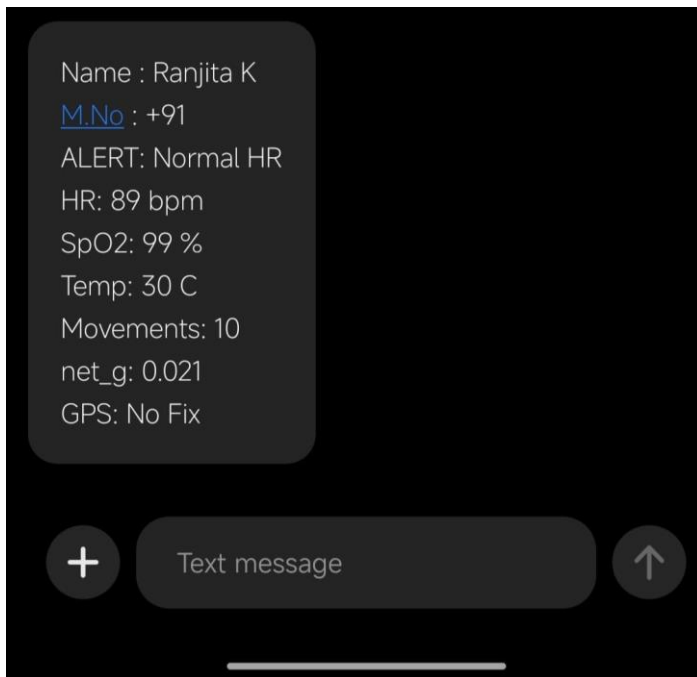 Name : Ranjita K
M.No : +91
ALERT: Normal HR
HR: 89 bpm
SpO2: 99 %
Temp: 30 C
Movements: 10
net_g: 0.021
GPS: No Fix
Text message